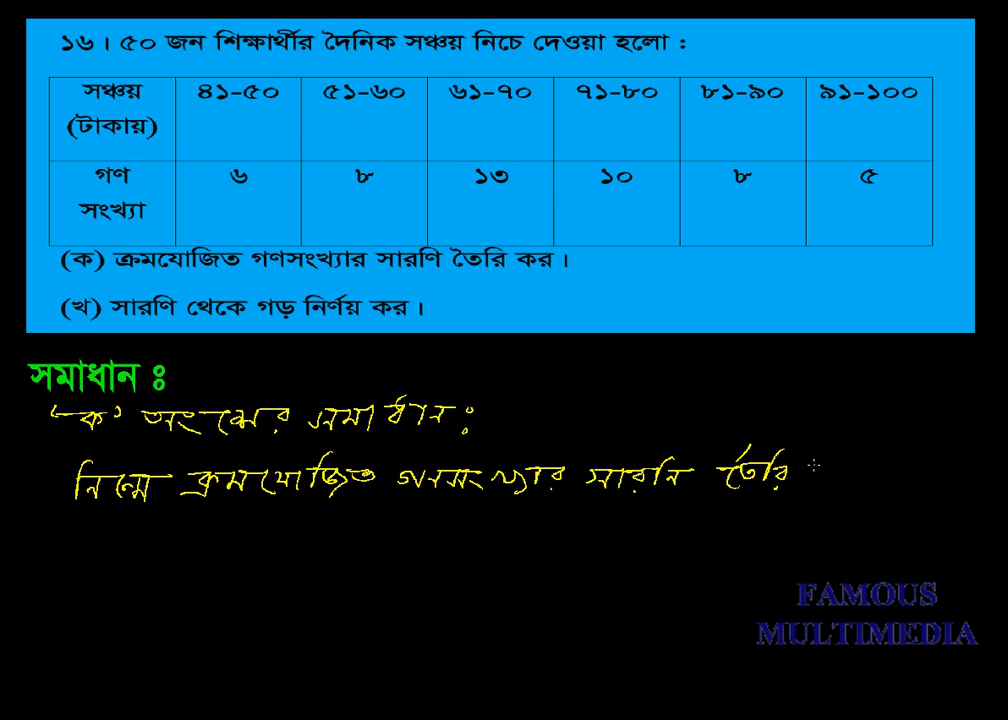 ১৬। ৫০ জন শিক্ষার্থীর দৈনিক সঞ্চয় নিচে দেওয়া হলো :
সঞ্চয় (টাকায়) ৪১-৫০ ৫১-৬০ ৬১-৭০ ৭১-৮০ ৮১-৯০ ৯১-১০০
গণ সংখ্যা ৬ ৮ ১৩ ১০ ৮ ৫
(ক) ক্রমযোজিত গণসংখ্যার সারণি তৈরি কর।
(খ) সারণি থেকে গড় নির্ণয় কর।
সমাধান ঃ
‘ক’ অংশের সমাধান:
নিম্নে ক্রমযোজিত গনসংখ্যার সারনি তৈরি
FAMOUS
MULTIMEDIA